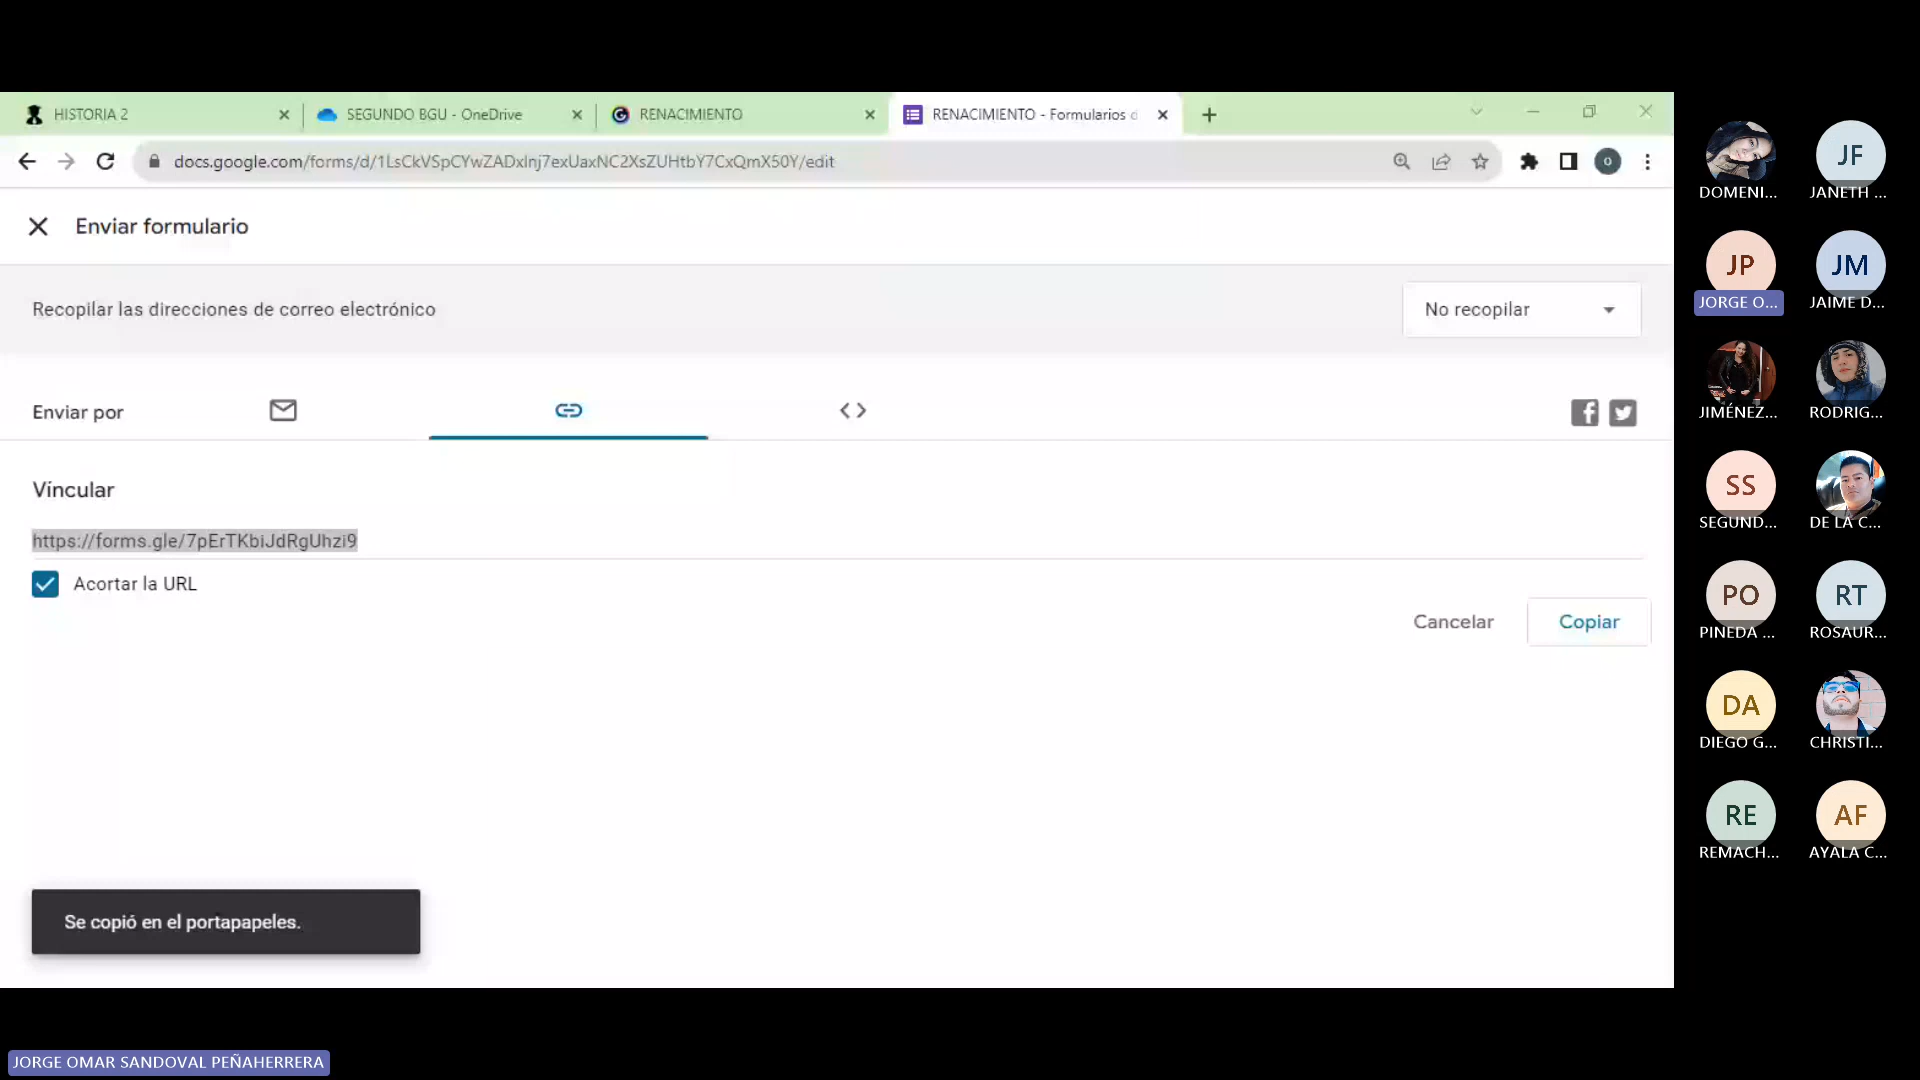 HISTORIA 2
SEGUNDO BGU - OneDrive
RENACIMIENTO
RENACIMIENTO - Formularios d
docs.google.com/forms/d/1LsCkVSpCYwZADxInj7exUaxNC2XsZUHtbY7CxQmX50Y/edit
O
Enviar formulario
Recopilar las direcciones de correo electrónico
No recopilar
Enviar por
Víncular
https://forms.gle/7pErTKbiJdRgUhzi9
Acortar la URL
Cancelar
Copiar
Se copió en el portapapeles.
JORGE OMAR SANDOVAL PEÑAHERRERA
DOMENI...
JF
JANETH ...
JP
JORGE O...
JM
JAIME D...
JIMÉNEZ...
RODRIG...
SS
SEGUND...
DE LA C...
PO
PINEDA ...
RT
ROSAUR...
DA
DIEGO G...
CHRISTI...
RE
REMACH...
AF
AYALA C...